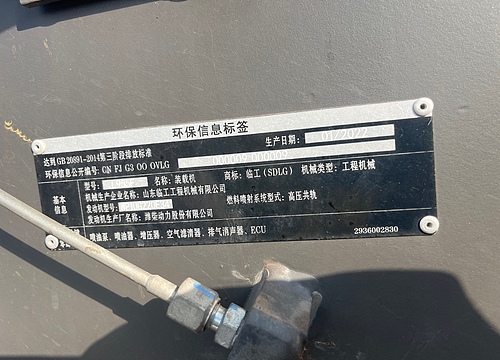 环保信息标签
达到GB 20891-2014第三阶段排放标准 生产日期: 01/2022
环保信息公开编号: CN FJ G3 00 0VLG 000009 000009
型号: 名称: 装载机 商标: 临工 (SDLG) 机械类型: 工程机械
基本信息
机械生产企业名称: 山东临工工程机械有限公司
发动机型号: 燃料喷射系统型式: 高压共轨
发动机生产厂名称: 潍柴动力股份有限公司
喷油泵、喷油器、增压器、空气滤清器、排气消声器、ECU 2936002830